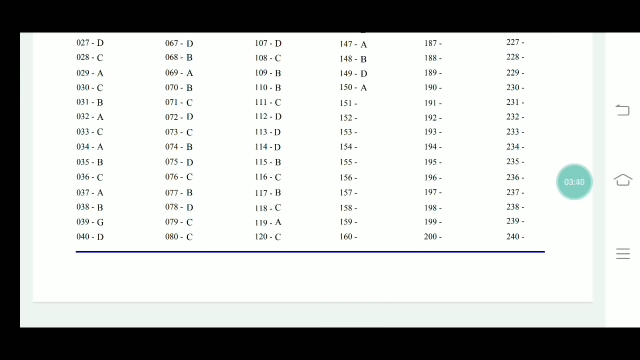 027 - D 067 - D 107 - D 147 - A 187 - 227 -
028 - C 068 - B 108 - C 148 - B 188 - 228 -
029 - A 069 - A 109 - B 149 - D 189 - 229 -
030 - C 070 - B 110 - B 150 - A 190 - 230 -
031 - B 071 - C 111 - C 151 - 191 - 231 -
032 - A 072 - D 112 - D 152 - 192 - 232 -
033 - C 073 - C 113 - D 153 - 193 - 233 -
034 - A 074 - B 114 - D 154 - 194 - 234 -
035 - B 075 - D 115 - B 155 - 195 - 235 -
036 - C 076 - C 116 - C 156 - 196 - 236 -
037 - A 077 - B 117 - B 157 - 197 - 237 -
038 - B 078 - D 118 - C 158 - 198 - 238 -
039 - G 079 - C 119 - A 159 - 199 - 239 -
040 - D 080 - C 120 - C 160 - 200 - 240 -
03:40